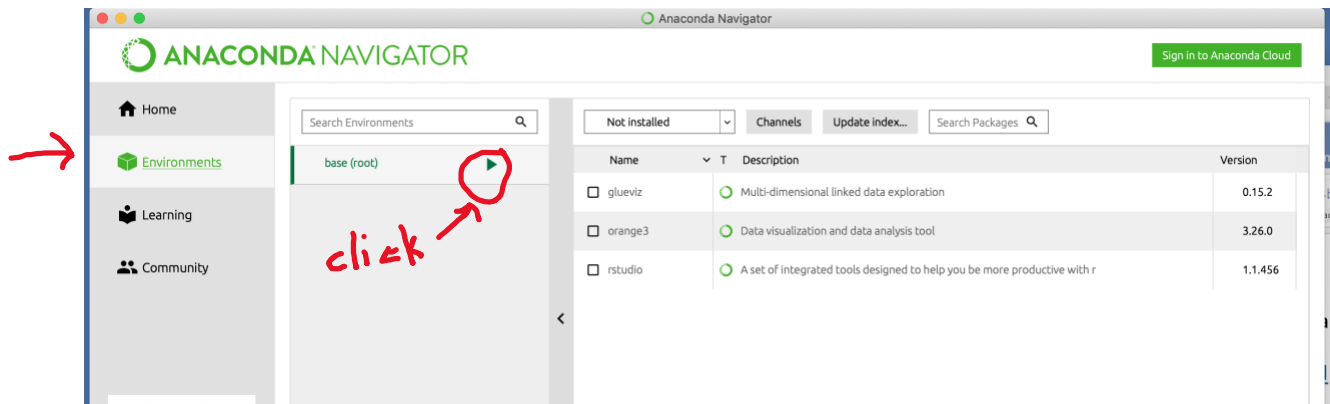 Anaconda Navigator
ANACONDA NAVIGATOR
Sign in to Anaconda Cloud
Home
Environments
Learning
Community
Search Environments
base (root)
click
Not installed
Channels
Update index...
Search Packages
Name T Description Version
glueviz Multi-dimensional linked data exploration 0.15.2
orange3 Data visualization and data analysis tool 3.26.0
rstudio A set of integrated tools designed to help you be more productive with r 1.1.456